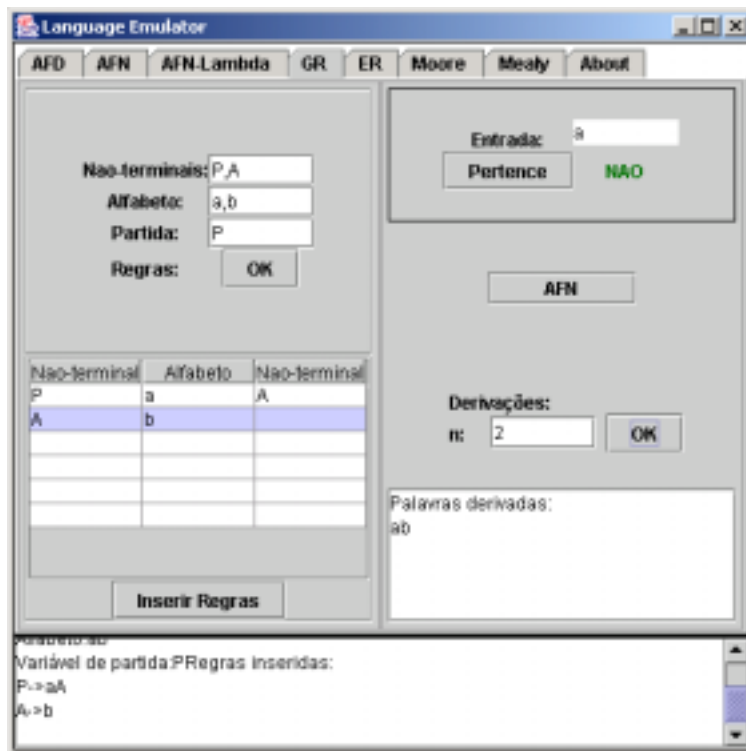 Language Emulator
AFD AFN AFN-Lambda GR ER Moore Mealy About
Nao-terminais: P,A
Alfabeto: a,b
Partida: P
Regras: OK
Entrada: a
Pertence NAO
AFN
Nao-terminal Alfabeto Nao-terminal
P a A
A b
Inserir Regras
Derivações:
n: 2 OK
Palavras derivadas:
ab
Alfabeto:ab
Variável de partida:PRegras inseridas:
P->aA
A->b